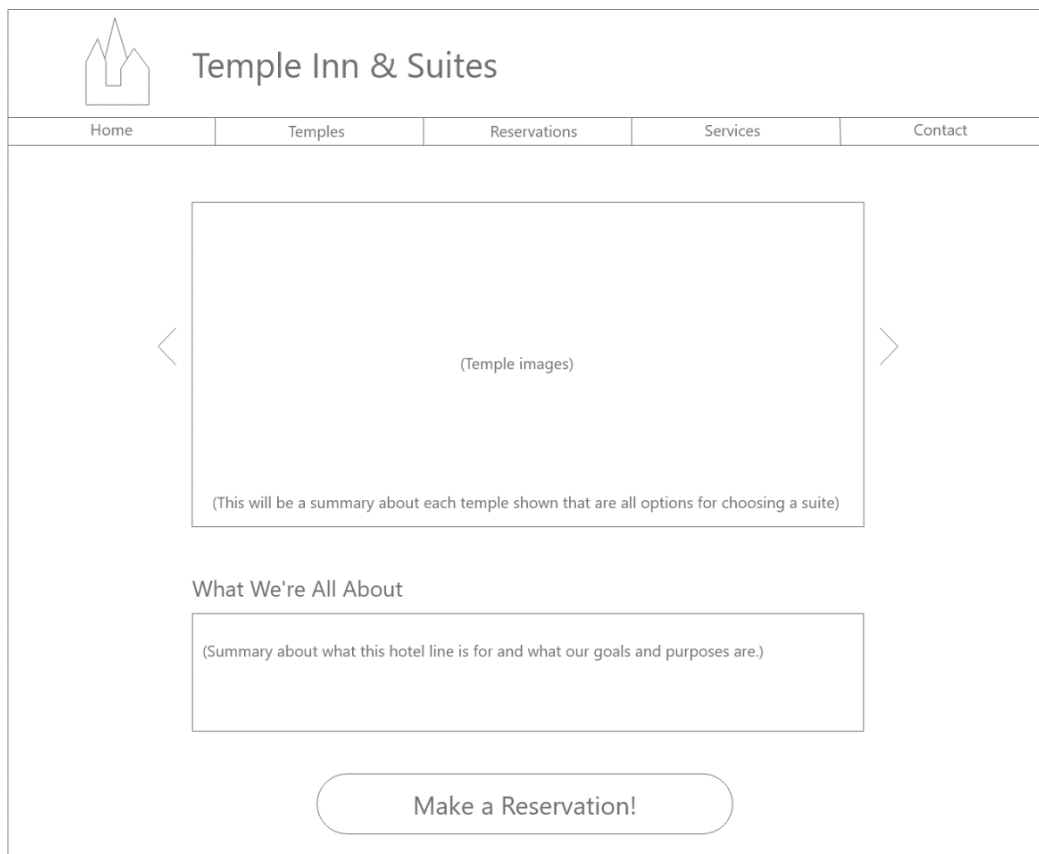 Temple Inn & Suites
Home
Temples
Reservations
Services
Contact
(Temple images)
(This will be a summary about each temple shown that are all options for choosing a suite)
What We're All About
(Summary about what this hotel line is for and what our goals and purposes are.)
Make a Reservation!